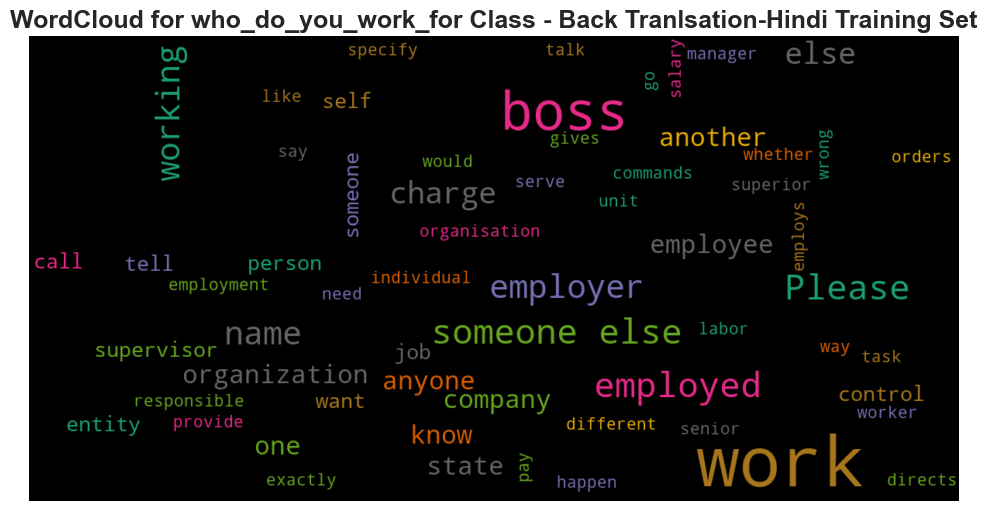 WordCloud for who_do_you_work_for Class - Back Tranlsation-Hindi Training Set
specify
talk
manager
else
working
salary
go
like
self
boss
gives
another
whether
wrong
orders
say
someone
would
serve
commands
superior
charge
unit
employs
organisation
employee
call
tell
person
individual
employment
need
employer
Please
name
someone else
labor
supervisor
job
way
task
organization
anyone
employed
responsible
want
company
control
worker
entity
provide
one
know
different
senior
state
pay
work
exactly
happen
directs